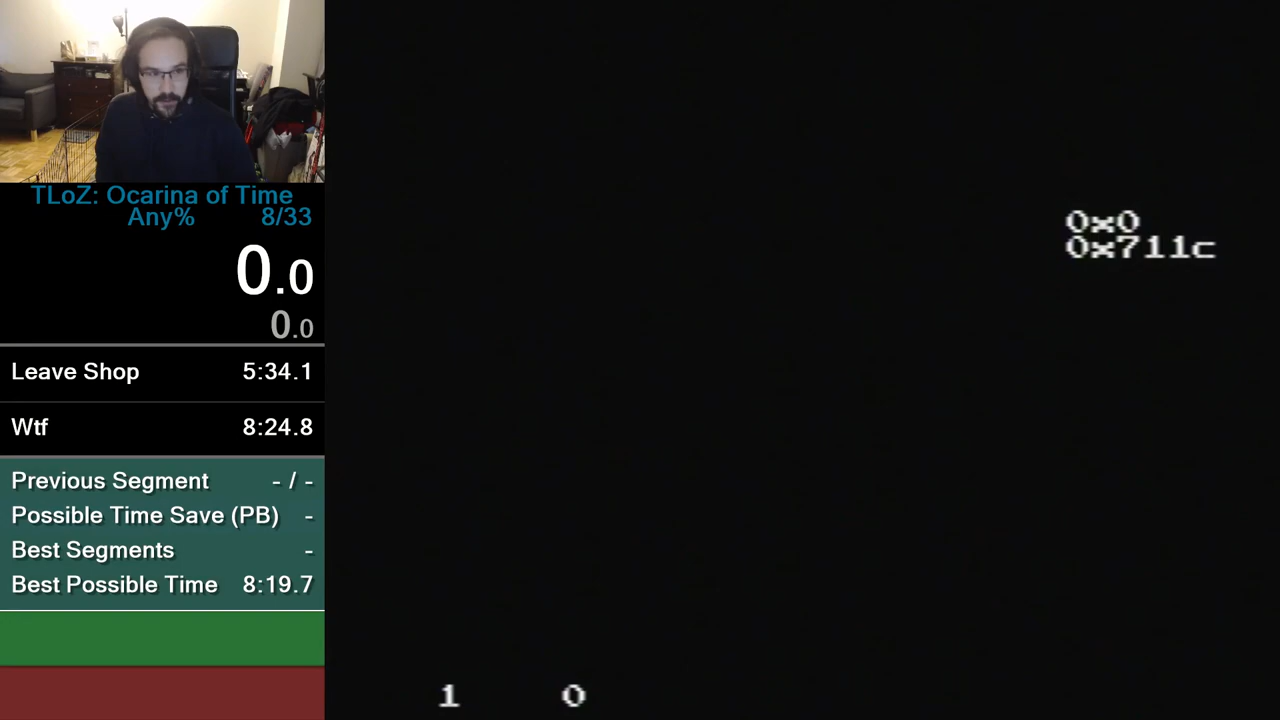 TLoZ: Ocarina of Time
Any% 8/33
0.0
0.0
Leave Shop 5:34.1
Wtf 8:24.8
Previous Segment - / -
Possible Time Save (PB) -
Best Segments -
Best Possible Time 8:19.7
0x0
0x711c
1 0